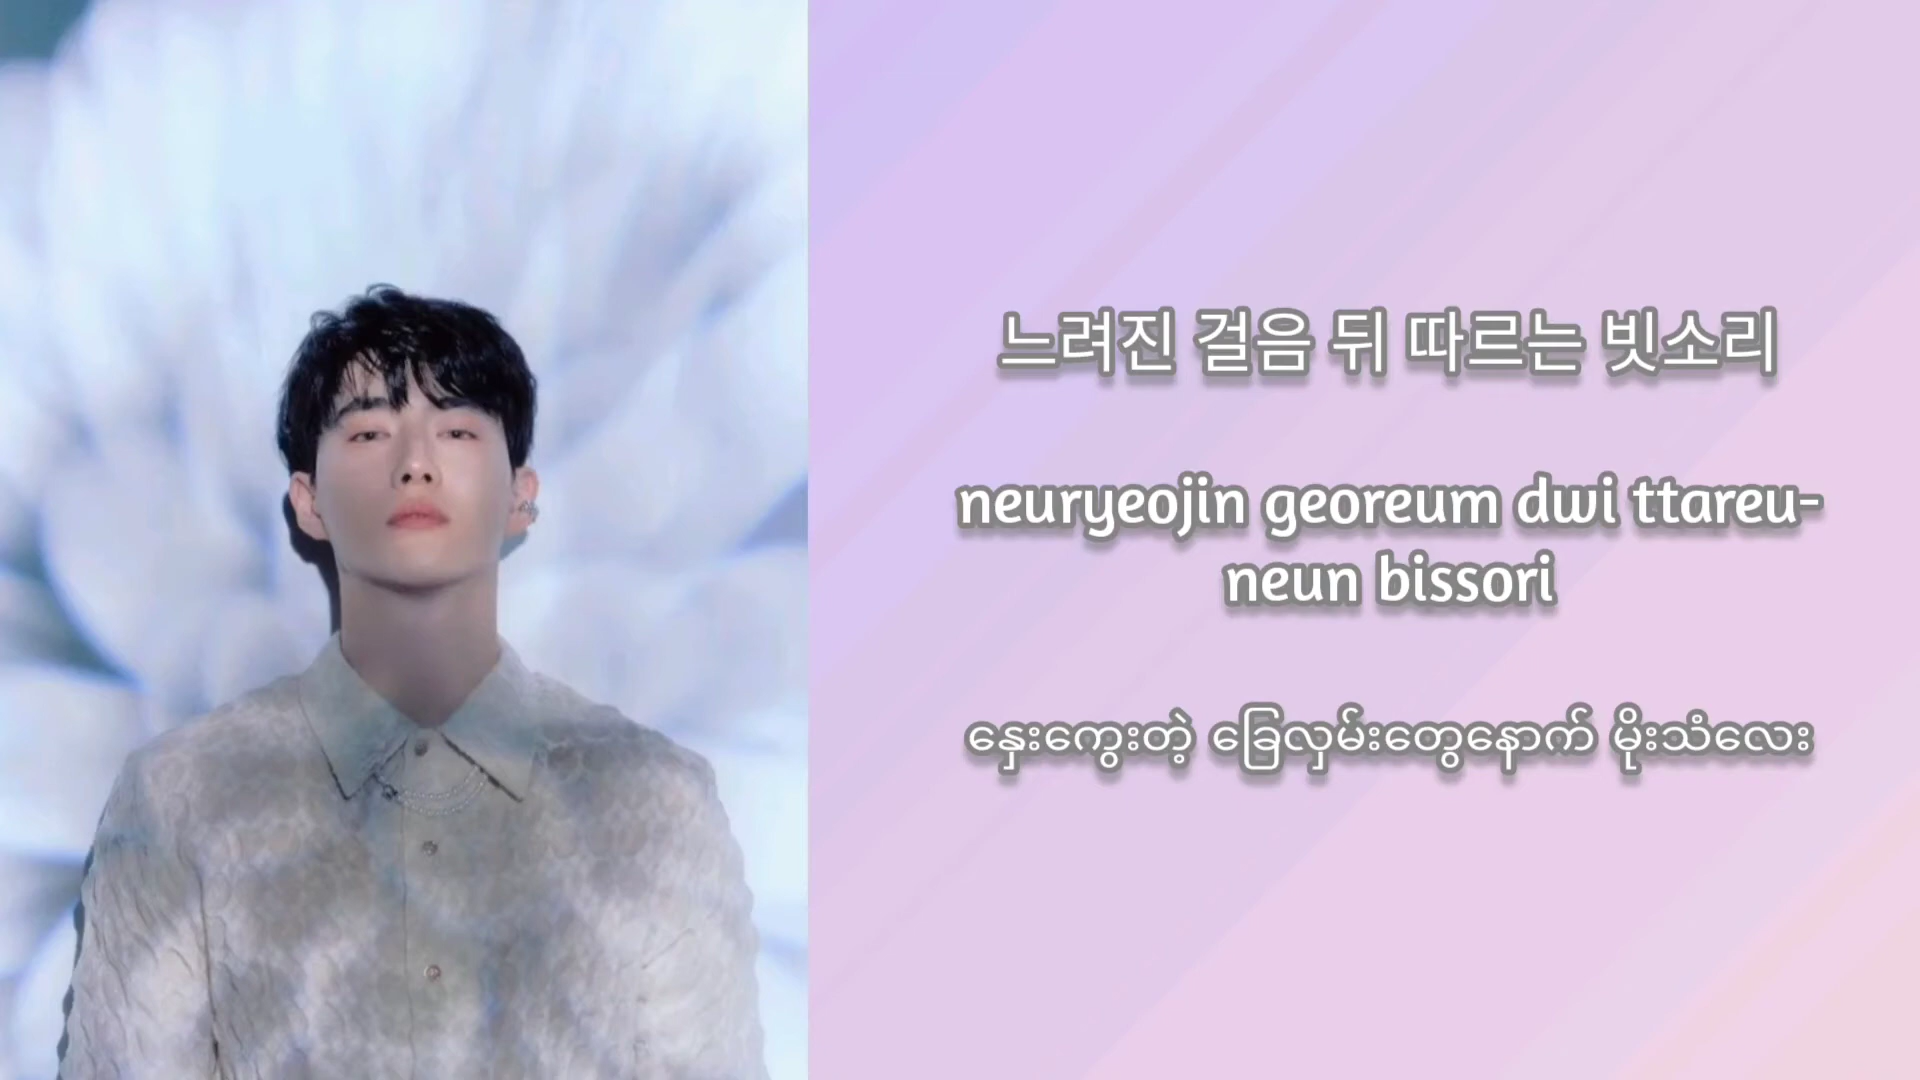 느려진 걸음 뒤 따르는 빗소리
neuryeojin georeum dwi ttareu-
neun bissori
နှေးကွေးတဲ့ ခြေလှမ်းတွေနောက် မိုးသံလေး